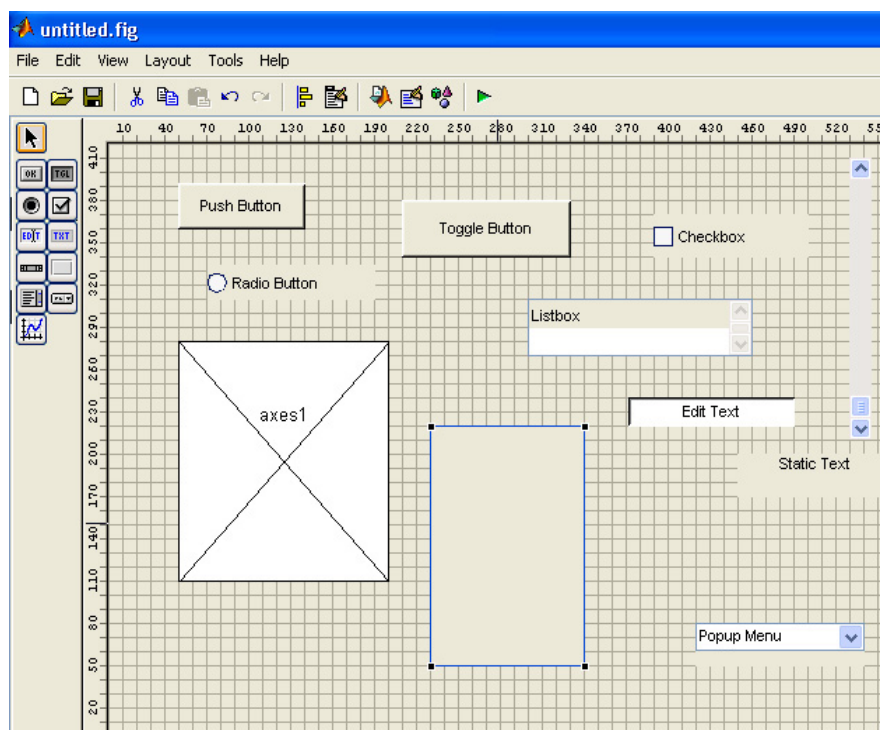 untitled.fig
File Edit View Layout Tools Help
10 40 70 100 130 160 190 220 250 280 310 340 370 400 430 460 490 520
OK TGL
EDIT TXT
410
380
350
320
290
260
230
200
170
140
110
80
50
20
Push Button
Toggle Button
Checkbox
Radio Button
Listbox
axes1
Edit Text
Static Text
Popup Menu